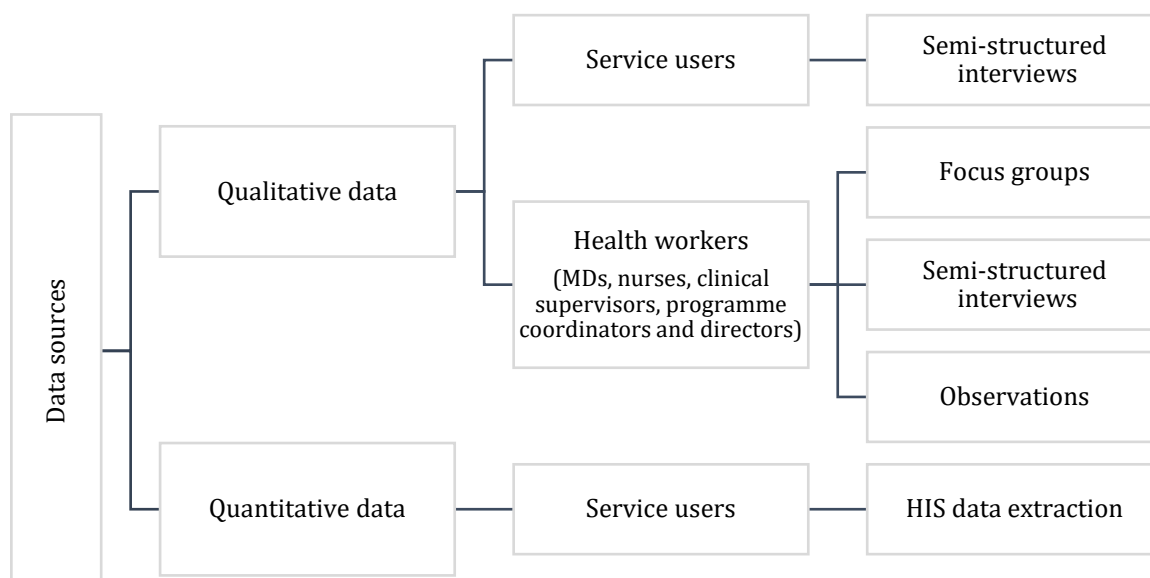 Data sources
Qualitative data
Service users
Semi-structured
interviews
Health workers
(MDs, nurses, clinical
supervisors, programme
coordinators and directors)
Focus groups
Semi-structured
interviews
Observations
Quantitative data
Service users
HIS data extraction